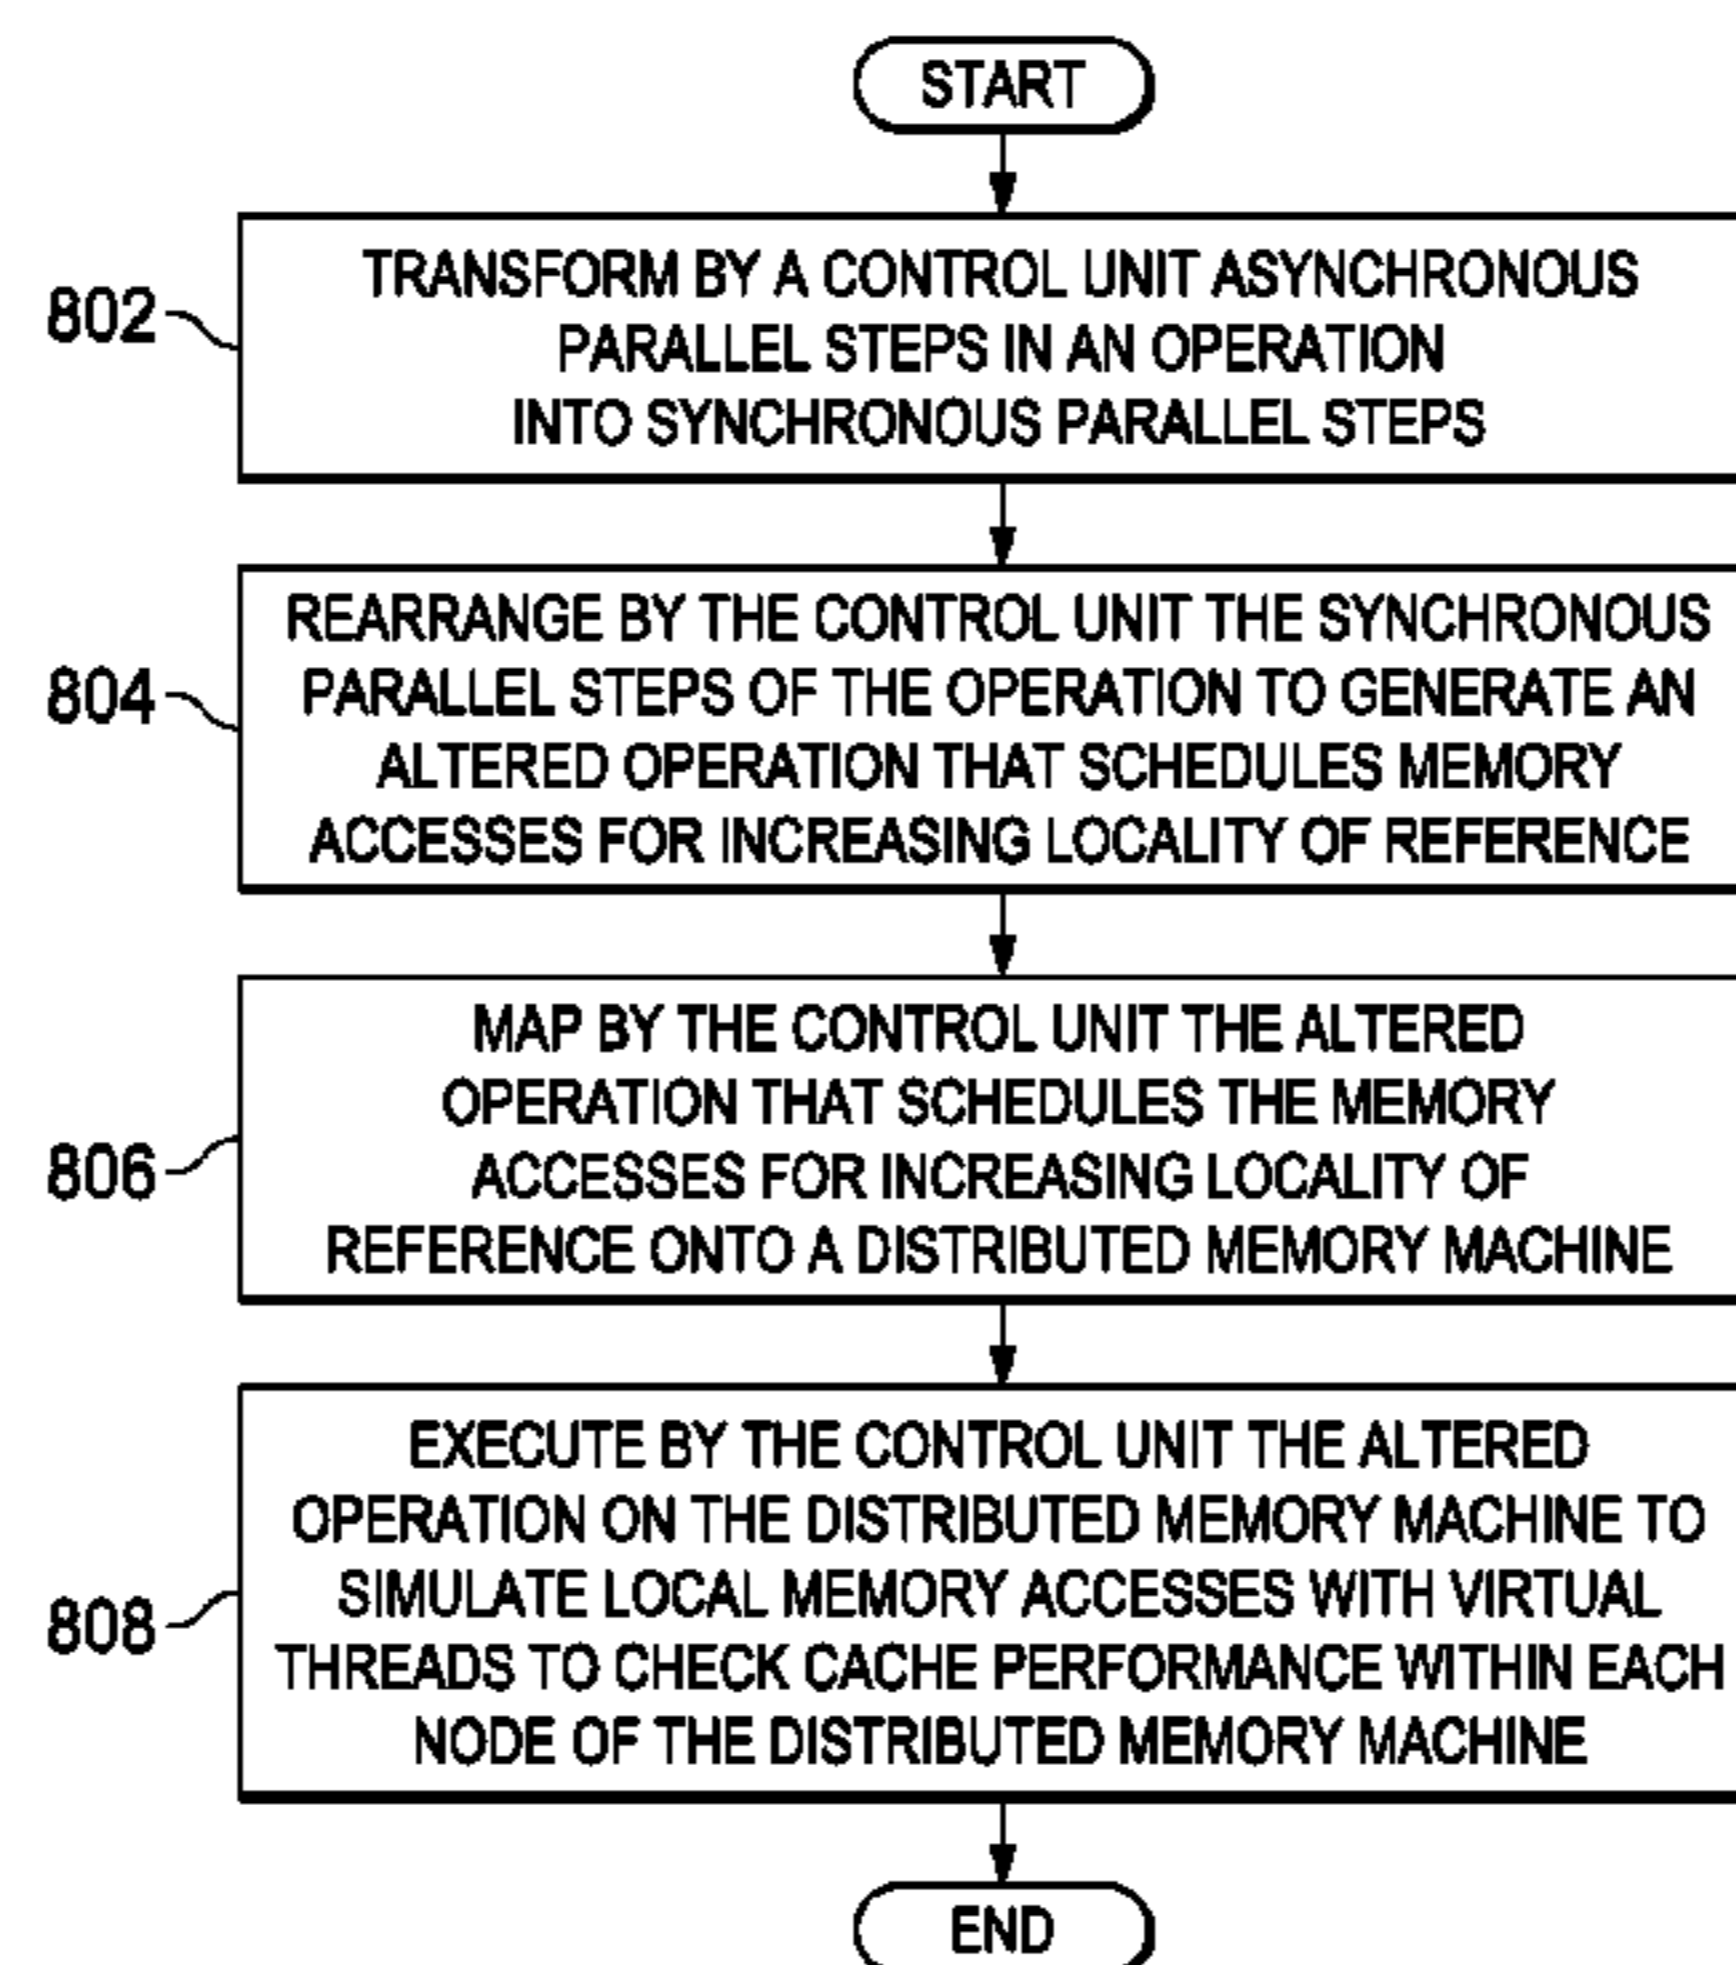 START
802
TRANSFORM BY A CONTROL UNIT ASYNCHRONOUS
PARALLEL STEPS IN AN OPERATION
INTO SYNCHRONOUS PARALLEL STEPS
804
REARRANGE BY THE CONTROL UNIT THE SYNCHRONOUS
PARALLEL STEPS OF THE OPERATION TO GENERATE AN
ALTERED OPERATION THAT SCHEDULES MEMORY
ACCESSES FOR INCREASING LOCALITY OF REFERENCE
806
MAP BY THE CONTROL UNIT THE ALTERED
OPERATION THAT SCHEDULES THE MEMORY
ACCESSES FOR INCREASING LOCALITY OF
REFERENCE ONTO A DISTRIBUTED MEMORY MACHINE
808
EXECUTE BY THE CONTROL UNIT THE ALTERED
OPERATION ON THE DISTRIBUTED MEMORY MACHINE TO
SIMULATE LOCAL MEMORY ACCESSES WITH VIRTUAL
THREADS TO CHECK CACHE PERFORMANCE WITHIN EACH
NODE OF THE DISTRIBUTED MEMORY MACHINE
END